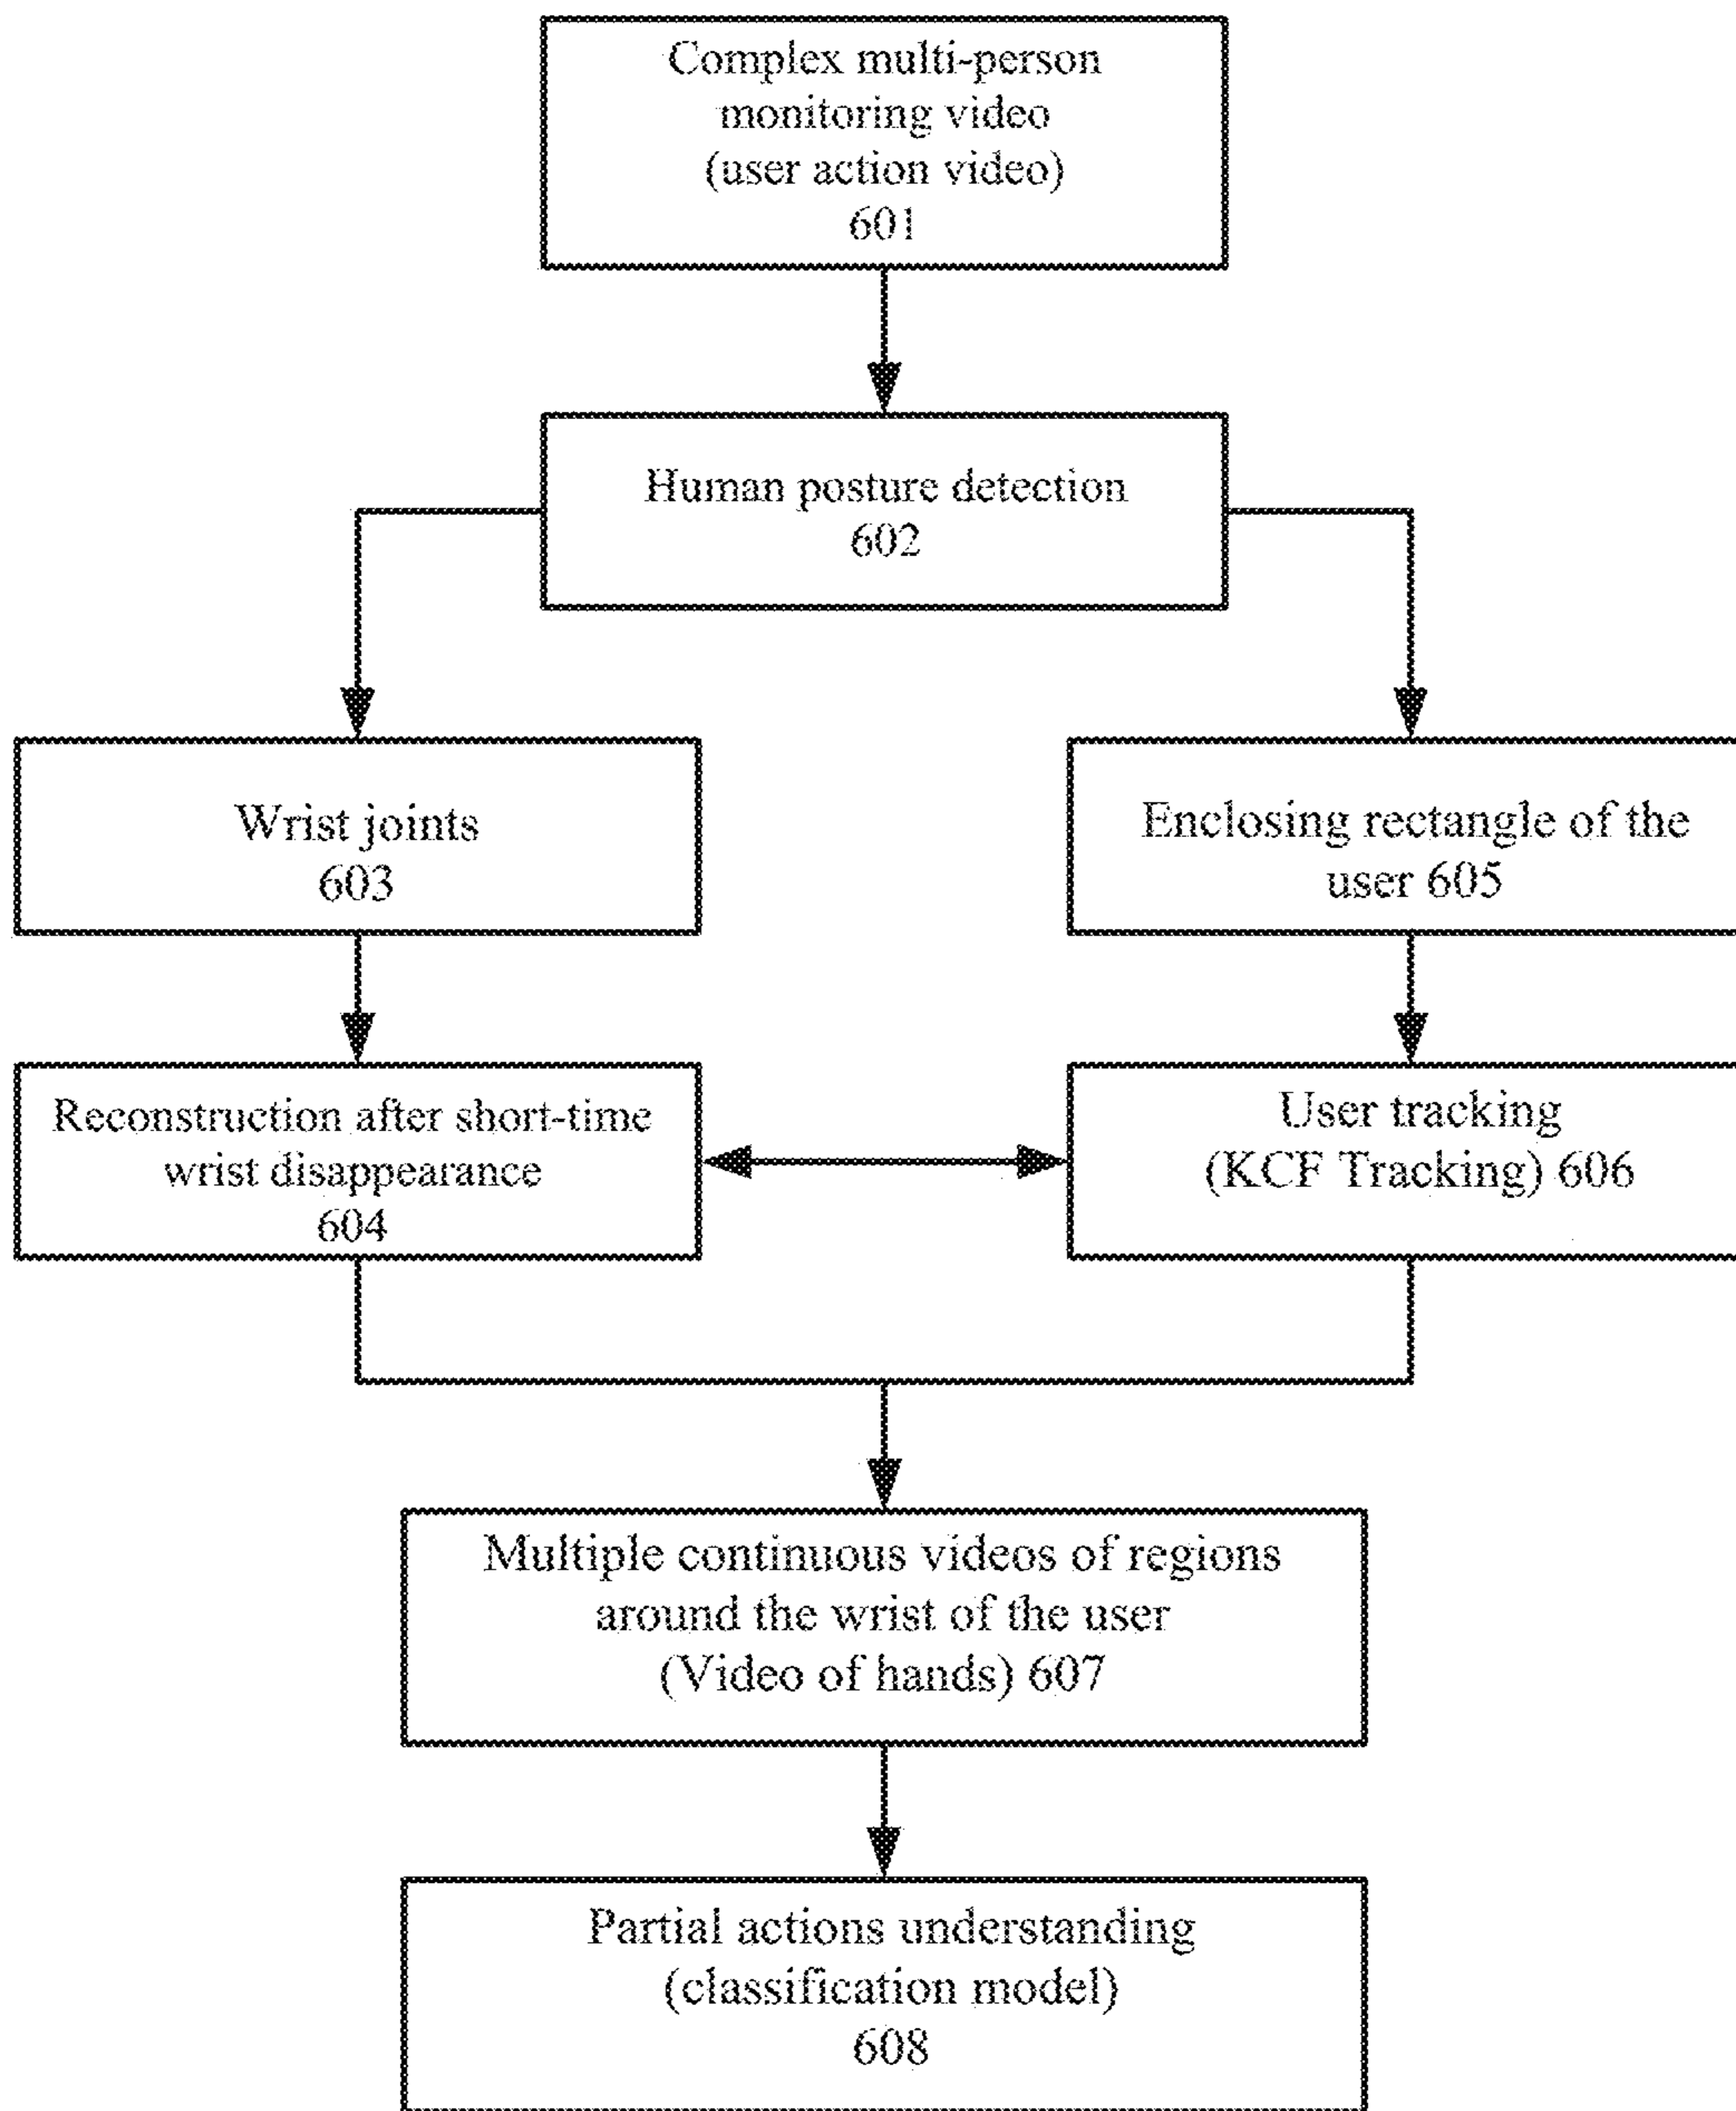 Complex multi-person
monitoring video
(user action video)
601
Human posture detection
602
Wrist joints
603
Enclosing rectangle of the
user 605
Reconstruction after short-time
wrist disappearance
604
User tracking
(KCF Tracking) 606
Multiple continuous videos of regions
around the wrist of the user
(Video of hands) 607
Partial actions understanding
(classification model)
608